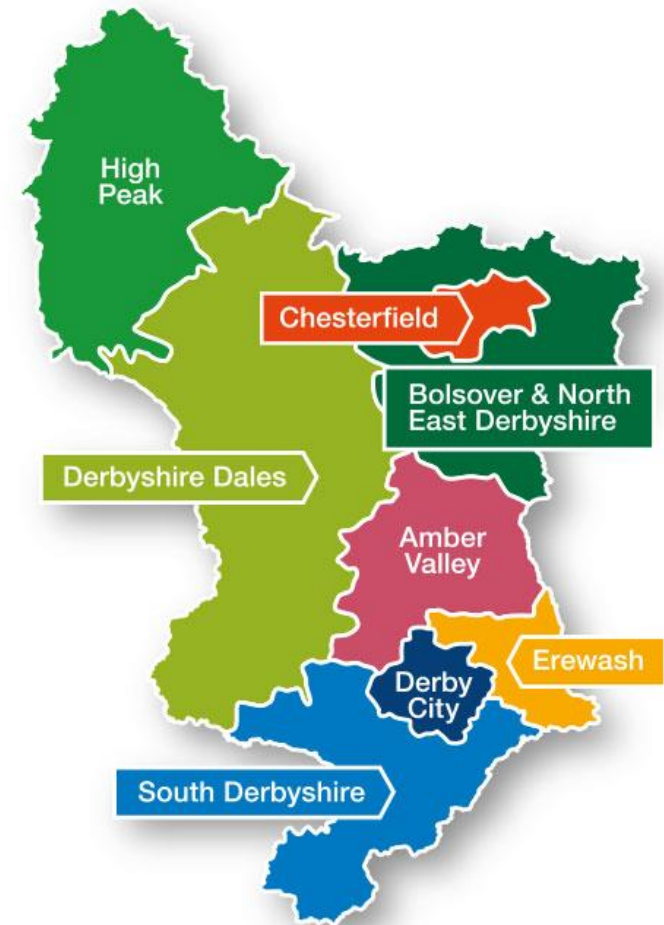 High
Peak
Chesterfield
Bolsover & North
East Derbyshire
Derbyshire Dales
Amber
Valley
Erewash
Derby
City
South Derbyshire